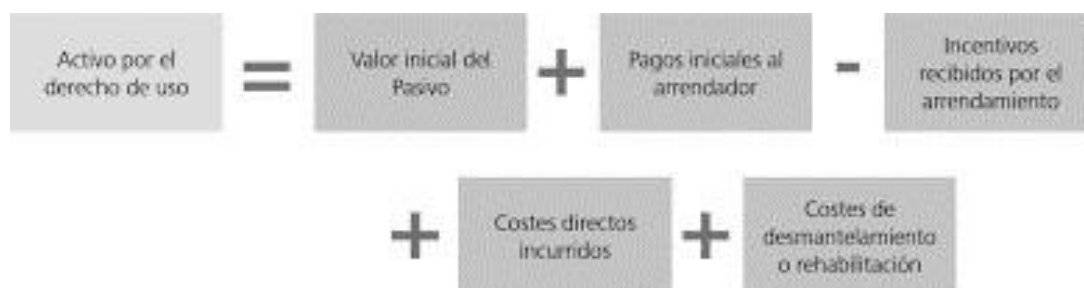 Activo por el
derecho de uso
=
Valor inicial del
Pasivo
+
Pagos iniciales al
arrendador
-
Incentivos
recibidos por el
arrendamiento
+
Costes directos
incurridos
+
Costes de
desmantelamiento
o rehabilitación